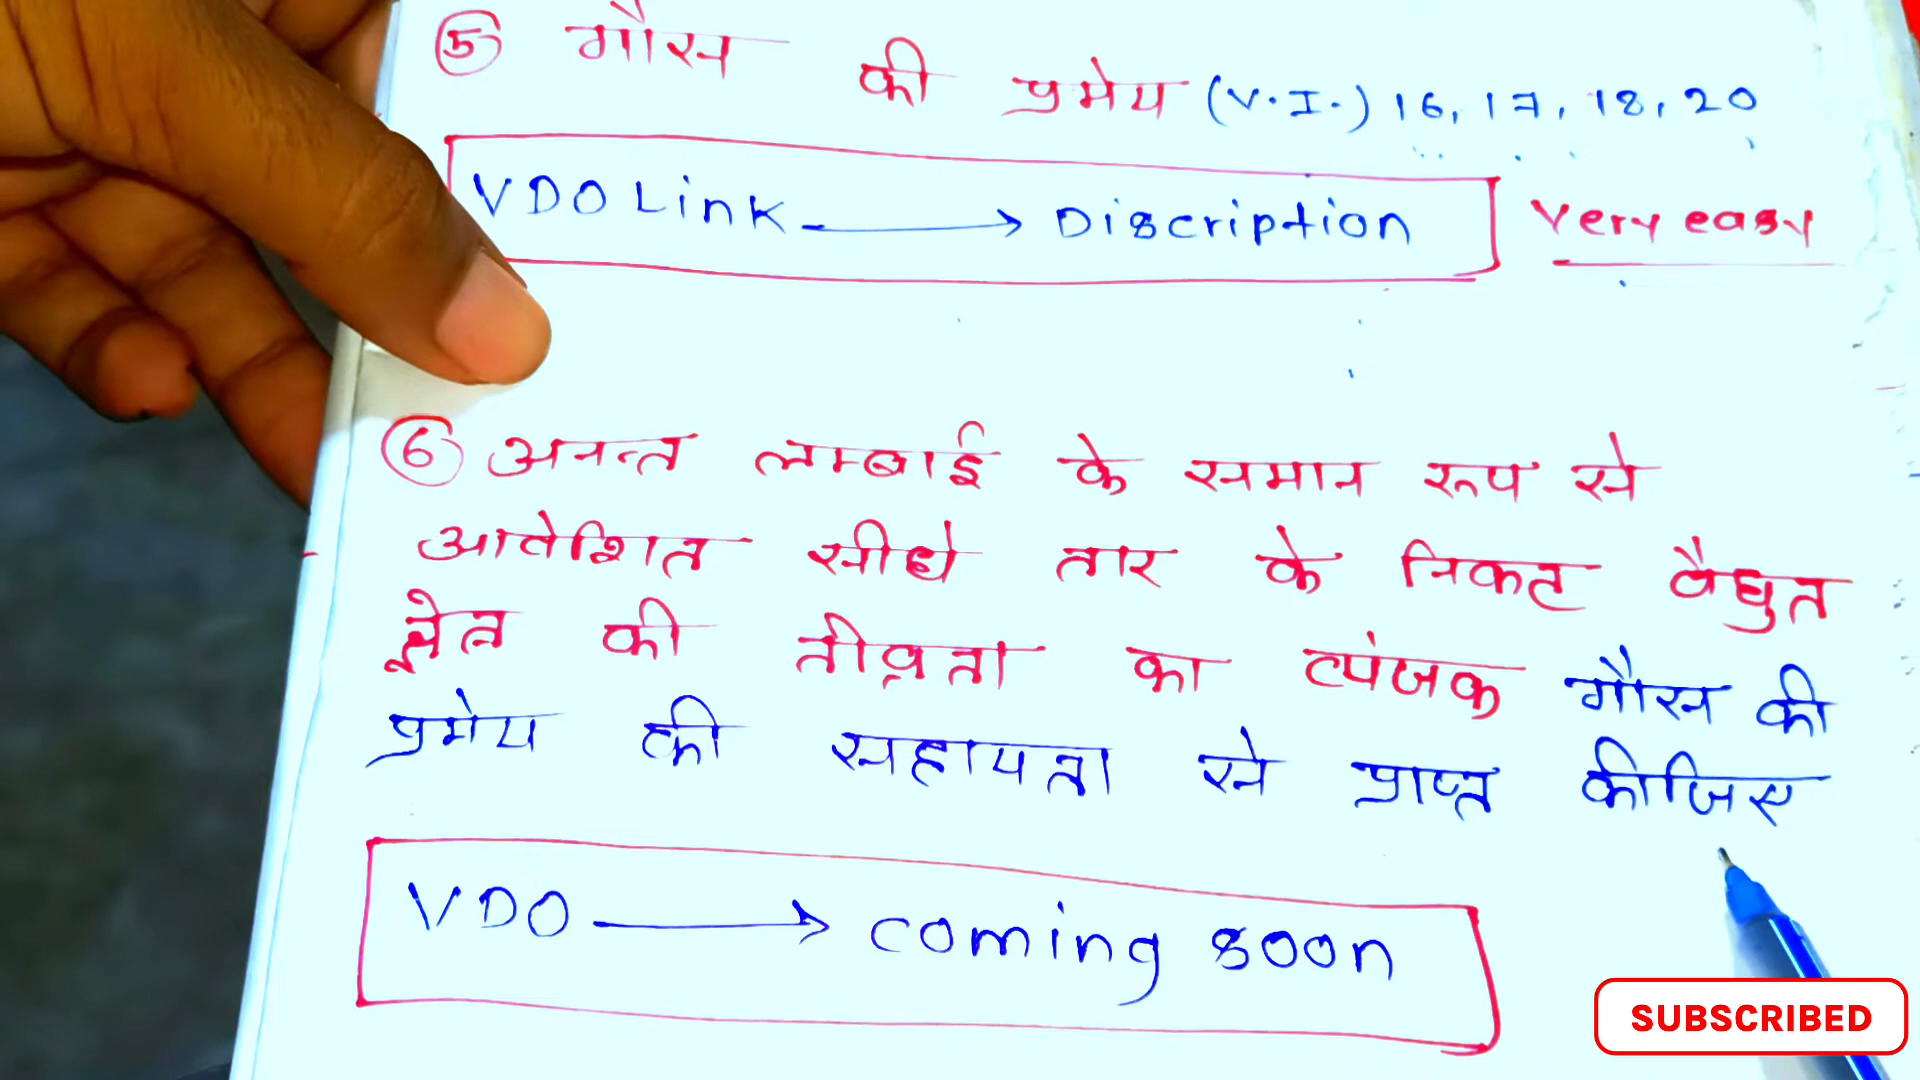 ⑤ गौस की प्रमेय (V.I.) 16, 17, 18, 20
VDO Link → Discription
Very easy
⑥ अनन्त लम्बाई के समान रूप से
आवेशित सीधे तार के निकट वैधुत
क्षेत्र की तीव्रता का व्यंजक गौस की
प्रमेय की सहायता से प्राप्त कीजिए
VDO → coming soon
SUBSCRIBED